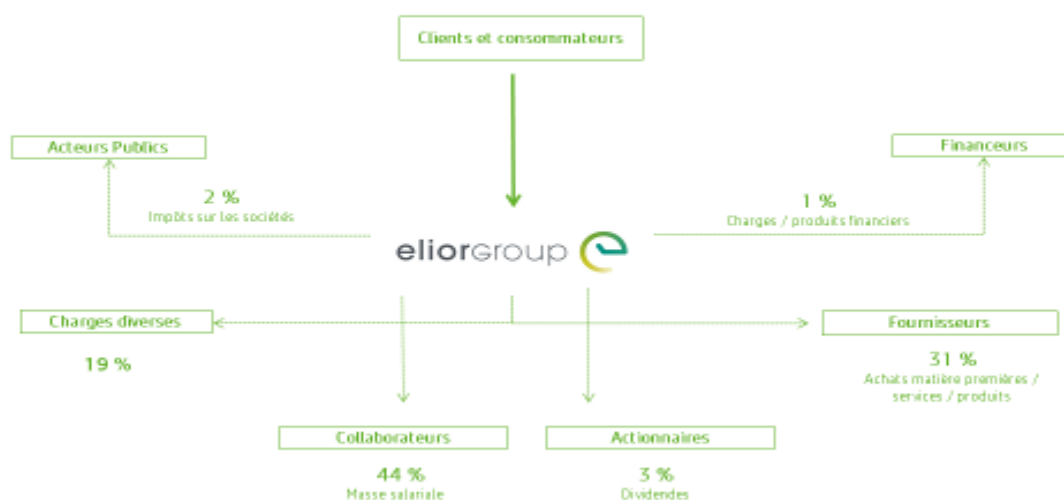 Clients et consommateurs
Acteurs Publics
Financeurs
2 %
Impôts sur les sociétés
1 %
Charges / produits financiers
eliorgroup
Charges diverses
Fournisseurs
19 %
31 %
Achats matière premières /
services / produits
Collaborateurs
Actionnaires
44 %
Masse salariale
3 %
Dividendes